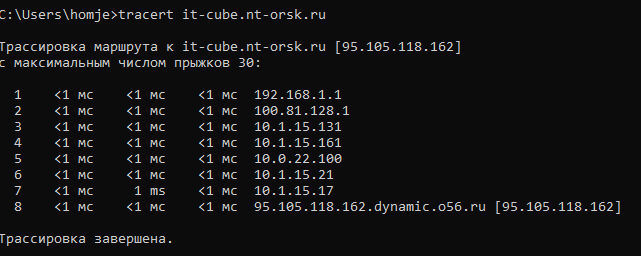 C:\Users\homje>tracert it-cube.nt-orsk.ru
Трассировка маршрута к it-cube.nt-orsk.ru [95.105.118.162]
с максимальным числом прыжков 30:
1 <1 мс <1 мс <1 мс 192.168.1.1
2 <1 мс <1 мс <1 мс 100.81.128.1
3 <1 мс <1 мс <1 мс 10.1.15.131
4 <1 мс <1 мс <1 мс 10.1.15.161
5 <1 мс <1 мс <1 мс 10.0.22.100
6 <1 мс <1 мс <1 мс 10.1.15.21
7 <1 мс 1 ms <1 мс 10.1.15.17
8 <1 мс <1 мс <1 мс 95.105.118.162.dynamic.o56.ru [95.105.118.162]
Трассировка завершена.